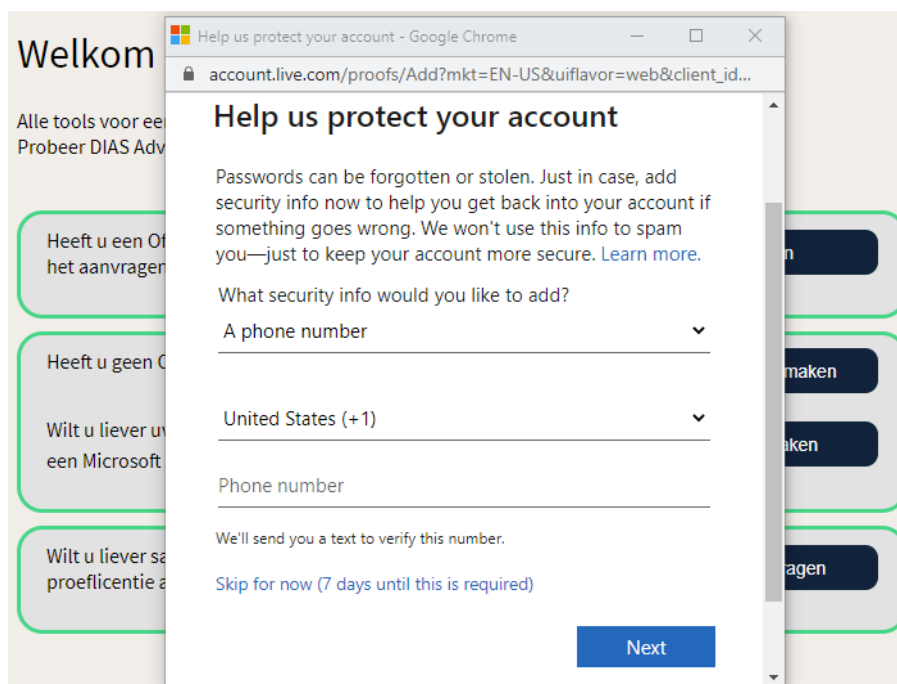 Welkom
Alle tools voor
Probeer DIAS
Heeft u een
het aanvragen
Heeft u geen
Wilt u liever
een Microsoft
Wilt u liever
proeflicentie
maken
Help us protect your account - Google Chrome
account.live.com/proofs/Add?mkt=EN-US&uiflavor=web&client_id...
Help us protect your account
Passwords can be forgotten or stolen. Just in case, add
security info now to help you get back into your account if
something goes wrong. We won't use this info to spam
you—just to keep your account more secure. Learn more.
What security info would you like to add?
A phone number
United States (+1)
Phone number
We'll send you a text to verify this number.
Skip for now (7 days until this is required)
Next